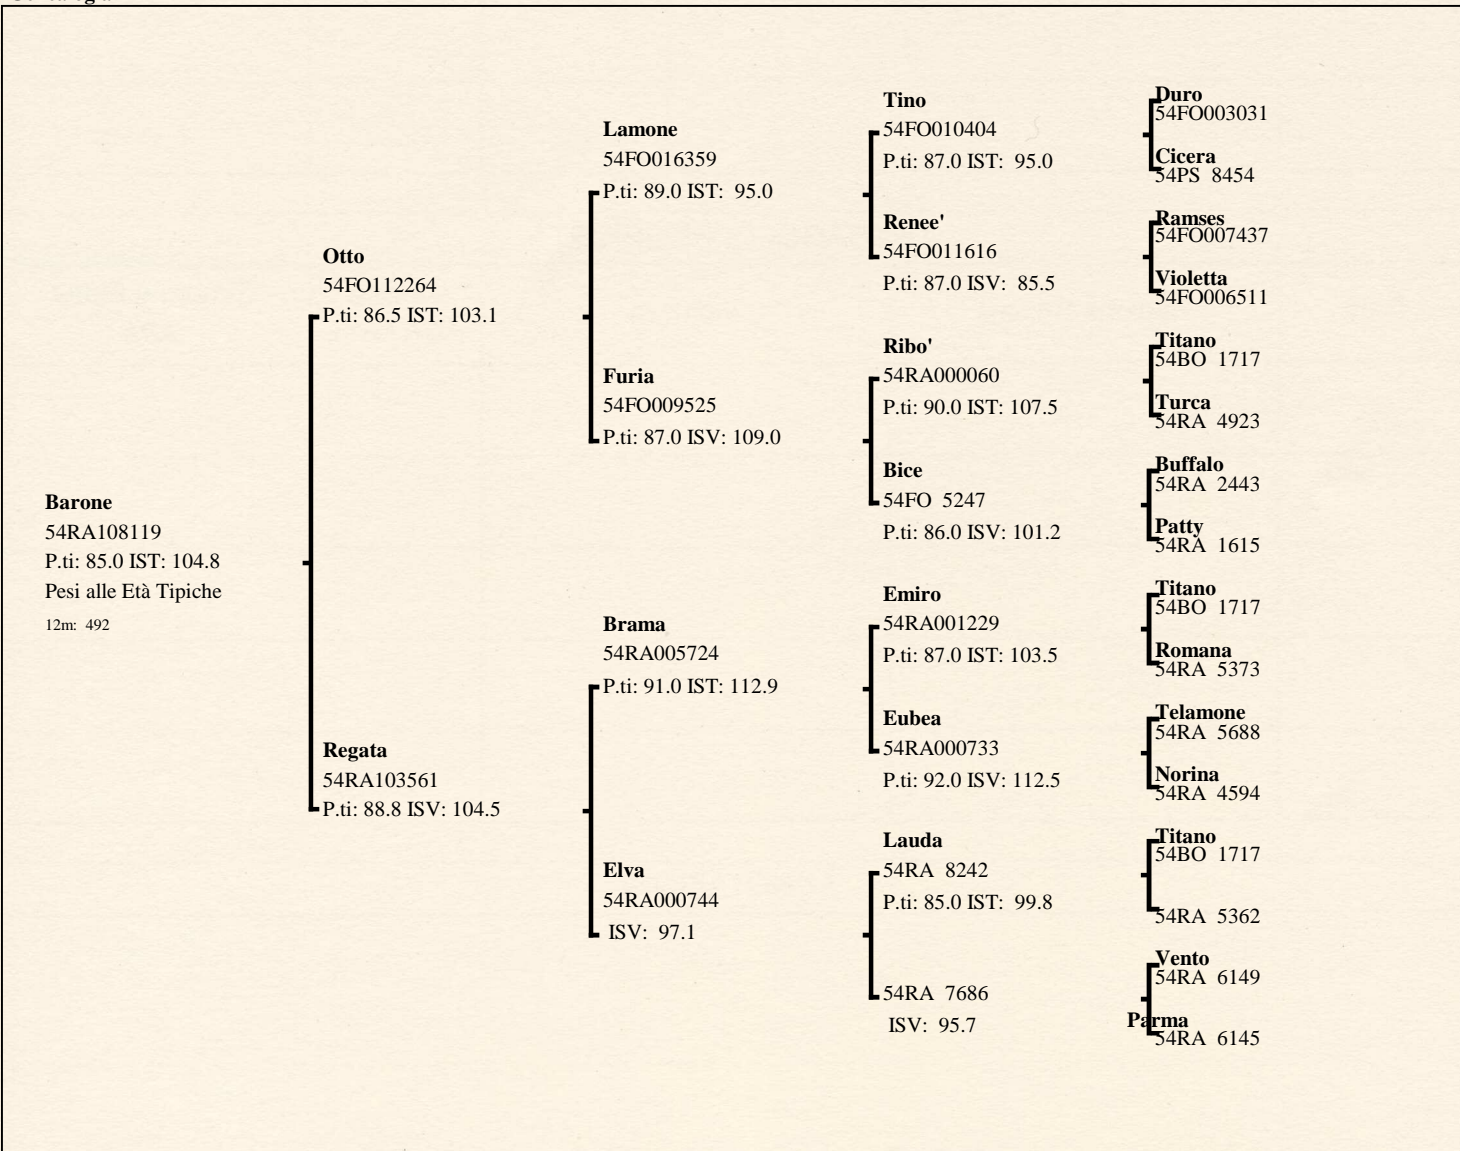 Barone
54RA108119
P.ti: 85.0 IST: 104.8
Pesi alle Età Tipiche
12m: 492
Otto
54FO112264
P.ti: 86.5 IST: 103.1
Regata
54RA103561
P.ti: 88.8 ISV: 104.5
Lamone
54FO016359
P.ti: 89.0 IST: 95.0
Furia
54FO009525
P.ti: 87.0 ISV: 109.0
Brama
54RA005724
P.ti: 91.0 IST: 112.9
Elva
54RA000744
ISV: 97.1
Tino
54FO010404
P.ti: 87.0 IST: 95.0
Renee'
54FO011616
P.ti: 87.0 ISV: 85.5
Ribo'
54RA000060
P.ti: 90.0 IST: 107.5
Bice
54FO 5247
P.ti: 86.0 ISV: 101.2
Emiro
54RA001229
P.ti: 87.0 IST: 103.5
Eubea
54RA000733
P.ti: 92.0 ISV: 112.5
Lauda
54RA 8242
P.ti: 85.0 IST: 99.8
54RA 7686
ISV: 95.7
Duro
54FO003031
Cicera
54PS 8454
Ramses
54FO007437
Violetta
54FO006511
Titano
54BO 1717
Turca
54RA 4923
Buffalo
54RA 2443
Patty
54RA 1615
Titano
54BO 1717
Romana
54RA 5373
Telamone
54RA 5688
Norina
54RA 4594
Titano
54BO 1717
54RA 5362
Vento
54RA 6149
Parma
54RA 6145